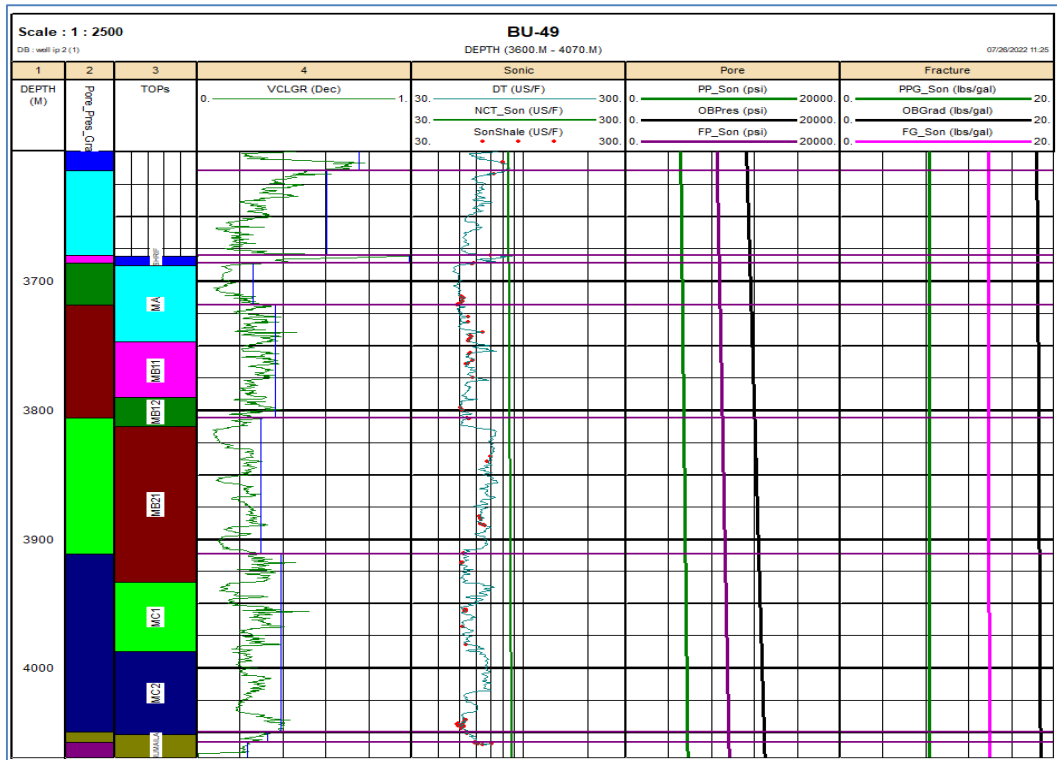 Scale : 1 : 2500
BU-49
DB : well ip 2 (1)
DEPTH (3600.M - 4070.M)
07/26/2022 11:25
1 2 3 4 Sonic Pore Fracture
DEPTH (M)
Pore_Pres_Gra
TOPs
VCLGR (Dec)
0. 1.
DT (US/F)
30. 300.
NCT_Son (US/F)
30. 300.
SonShale (US/F)
30. 300.
PP_Son (psi)
0. 20000.
OBPres (psi)
0. 20000.
FP_Son (psi)
0. 20000.
PPG_Son (lbs/gal)
0. 20.
OBGrad (lbs/gal)
0. 20.
FG_Son (lbs/gal)
0. 20.
3700
MA
MB11
3800
MB12
MB21
3900
MC1
4000
MC2